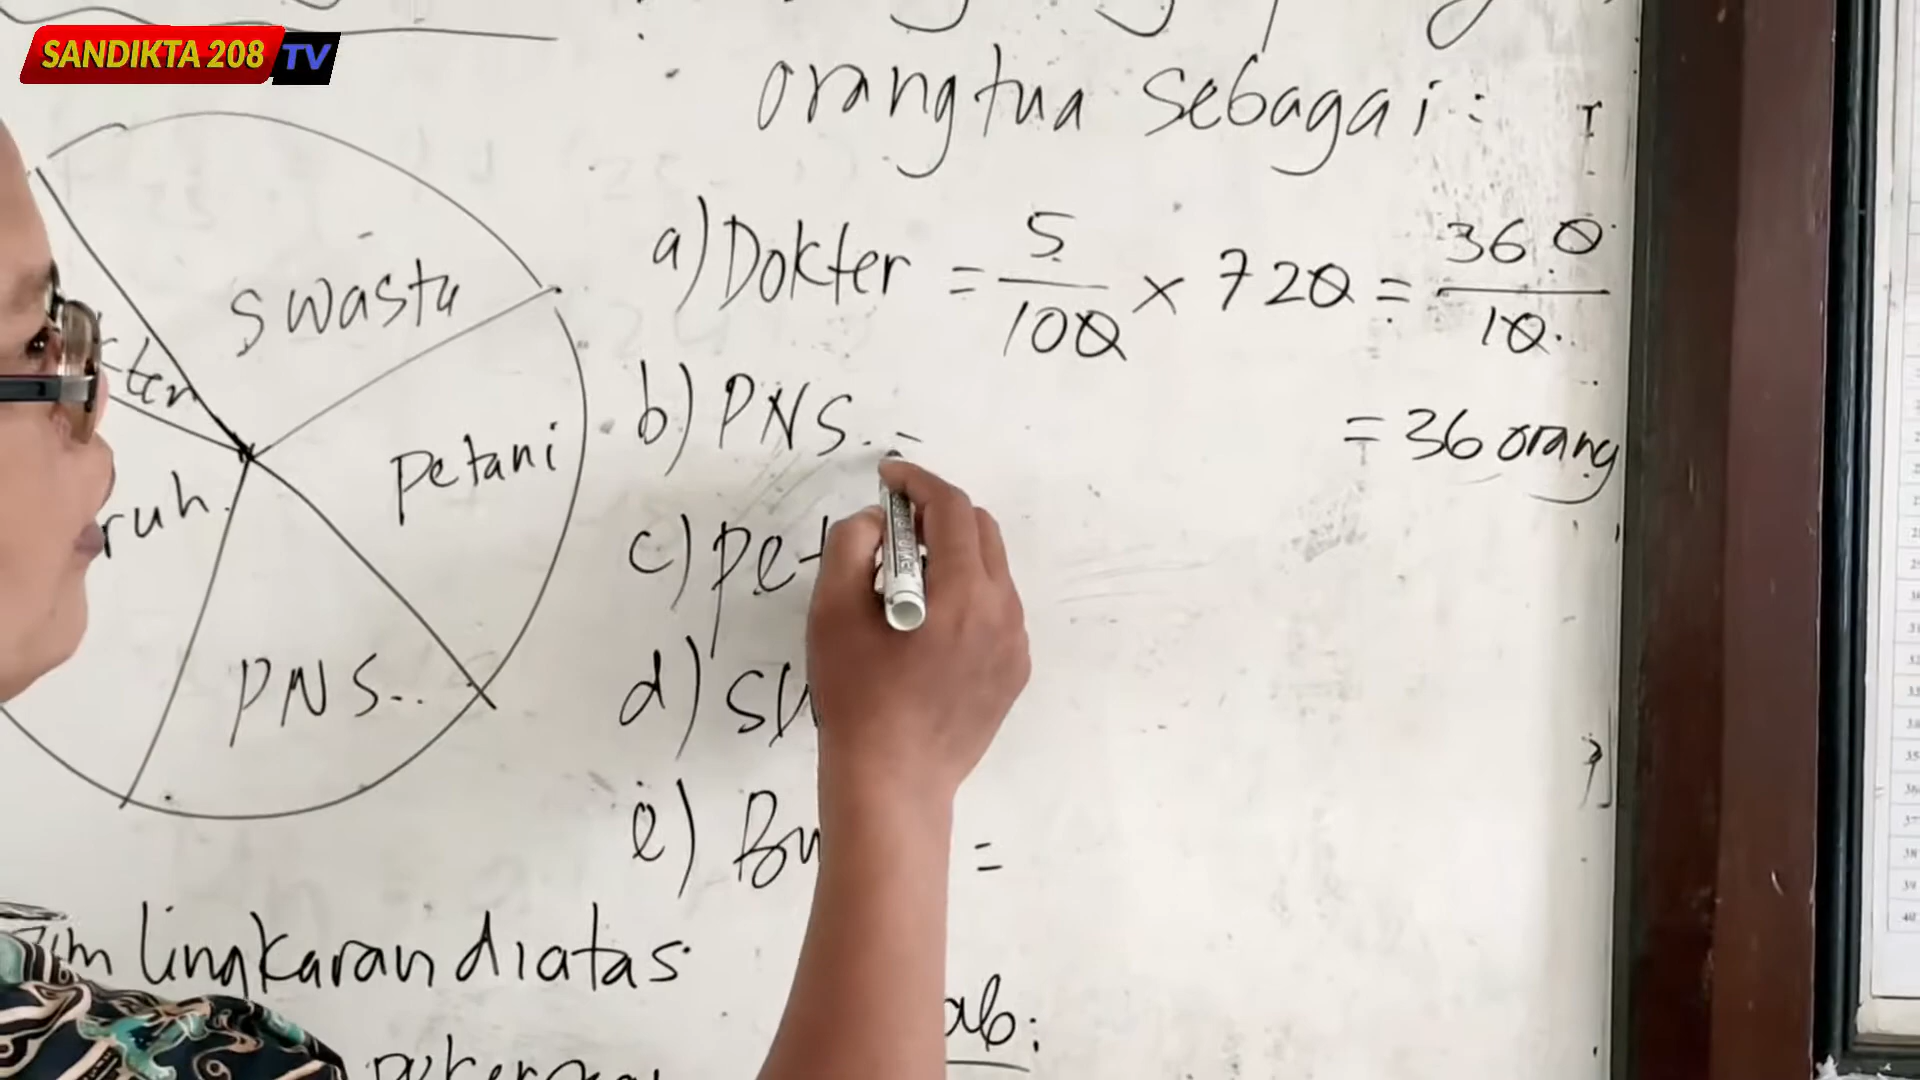 SANDIKTA 208 TV
orangtua sebagai:
swasta
petani
PNS..
a) Dokter = 5/100 × 720 = 360/10
= 36 orang
b) PNS
c) pet
d) sw
e) Bu =
lingkaran diatas
ab: